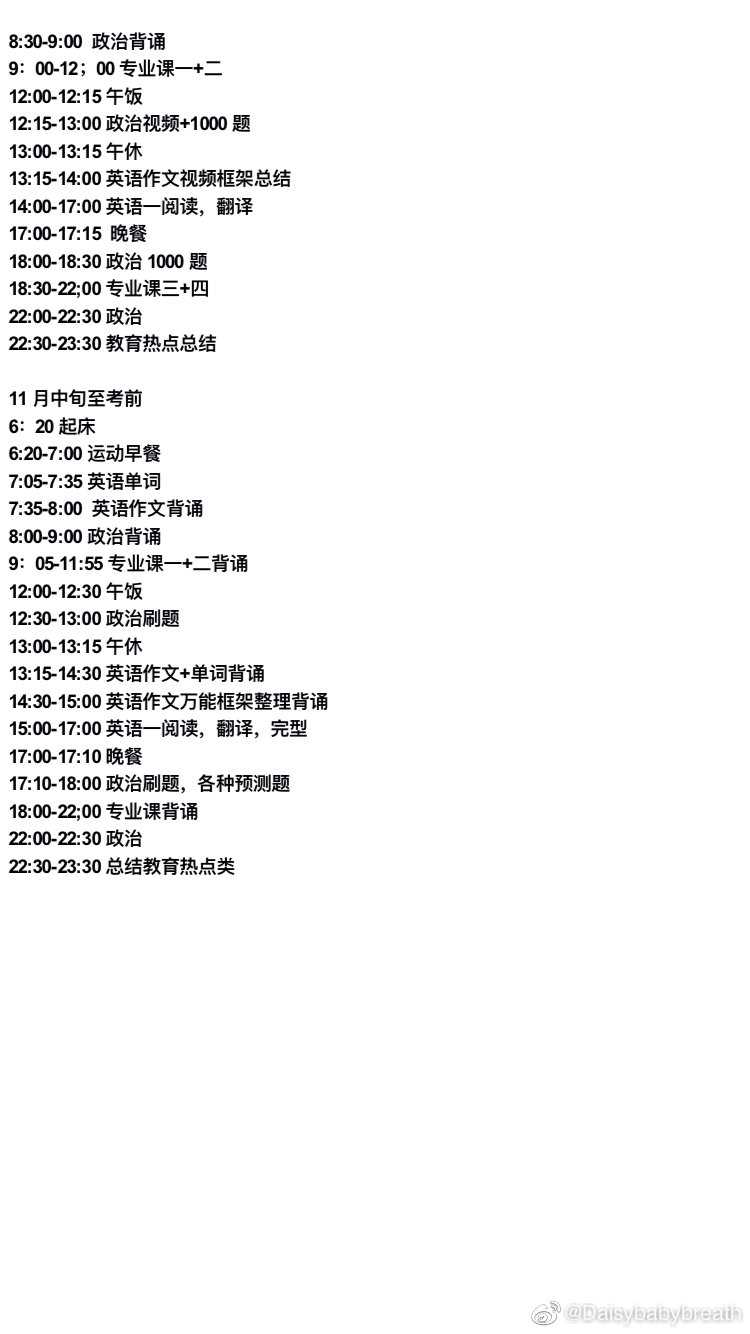 8:30-9:00  政治背诵
9：00-12；00 专业课一+二
12:00-12:15 午饭
12:15-13:00 政治视频+1000 题
13:00-13:15 午休
13:15-14:00 英语作文视频框架总结
14:00-17:00 英语一阅读，翻译
17:00-17:15  晚餐
18:00-18:30 政治 1000 题
18:30-22;00 专业课三+四
22:00-22:30 政治
22:30-23:30 教育热点总结
11 月中旬至考前
6：20 起床
6:20-7:00 运动早餐
7:05-7:35 英语单词
7:35-8:00  英语作文背诵
8:00-9:00 政治背诵
9：05-11:55 专业课一+二背诵
12:00-12:30 午饭
12:30-13:00 政治刷题
13:00-13:15 午休
13:15-14:30 英语作文+单词背诵
14:30-15:00 英语作文万能框架整理背诵
15:00-17:00 英语一阅读，翻译，完型
17:00-17:10 晚餐
17:10-18:00 政治刷题，各种预测题
18:00-22;00 专业课背诵
22:00-22:30 政治
22:30-23:30 总结教育热点类
@Daisybabybreath